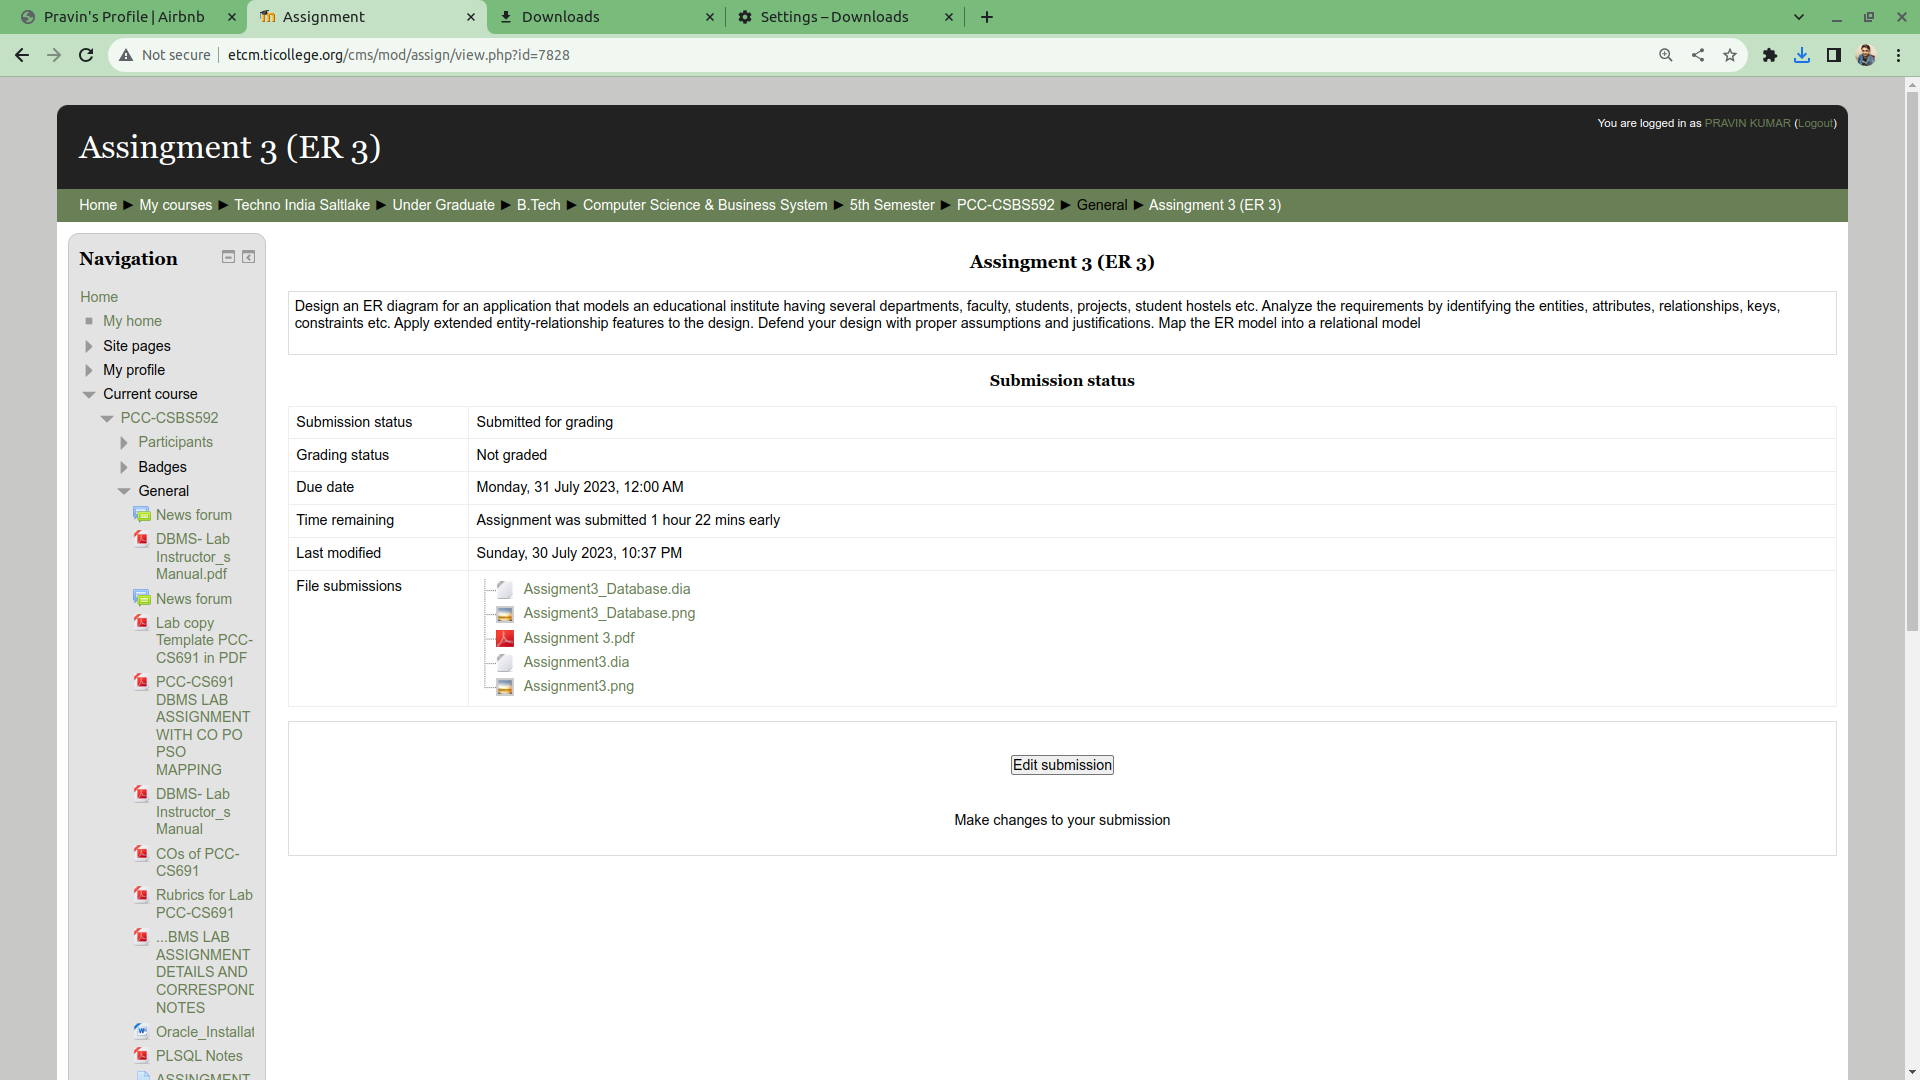 Pravin's Profile | Airbnb
Assignment
Downloads
Settings – Downloads
Not secure
etcm.ticollege.org/cms/mod/assign/view.php?id=7828
Assingment 3 (ER 3)
You are logged in as PRAVIN KUMAR (Logout)
Home ► My courses ► Techno India Saltlake ► Under Graduate ► B.Tech ► Computer Science & Business System ► 5th Semester ► PCC-CSBS592 ► General ► Assingment 3 (ER 3)
Navigation
Home
My home
Site pages
My profile
Current course
PCC-CSBS592
Participants
Badges
General
News forum
DBMS- Lab
Instructor_s
Manual.pdf
News forum
Lab copy
Template PCC-
CS691 in PDF
PCC-CS691
DBMS LAB
ASSIGNMENT
WITH CO PO
PSO
MAPPING
DBMS- Lab
Instructor_s
Manual
COs of PCC-
CS691
Rubrics for Lab
PCC-CS691
...BMS LAB
ASSIGNMENT
DETAILS AND
CORRESPOND
NOTES
Oracle_Installat
PLSQL Notes
ASSINGMENT
Assingment 3 (ER 3)
Design an ER diagram for an application that models an educational institute having several departments, faculty, students, projects, student hostels etc. Analyze the requirements by identifying the entities, attributes, relationships, keys,
constraints etc. Apply extended entity-relationship features to the design. Defend your design with proper assumptions and justifications. Map the ER model into a relational model
Submission status
Submission status Submitted for grading
Grading status Not graded
Due date Monday, 31 July 2023, 12:00 AM
Time remaining Assignment was submitted 1 hour 22 mins early
Last modified Sunday, 30 July 2023, 10:37 PM
File submissions
Assigment3_Database.dia
Assigment3_Database.png
Assignment 3.pdf
Assignment3.dia
Assignment3.png
Edit submission
Make changes to your submission